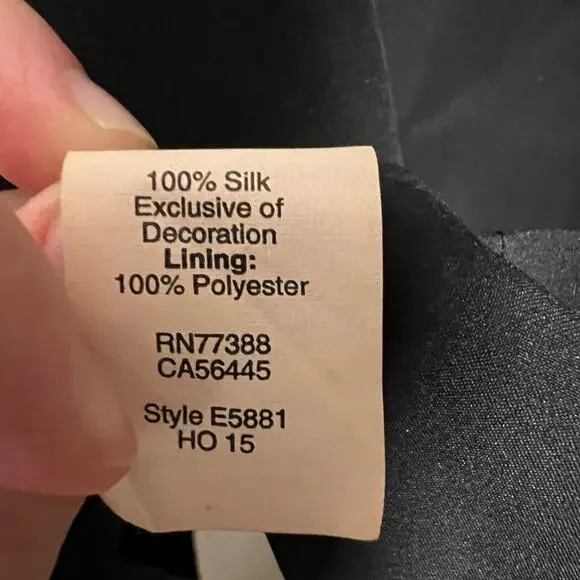 100% Silk
Exclusive of
Decoration
Lining:
100% Polyester
RN77388
CA56445
Style E5881
HO 15